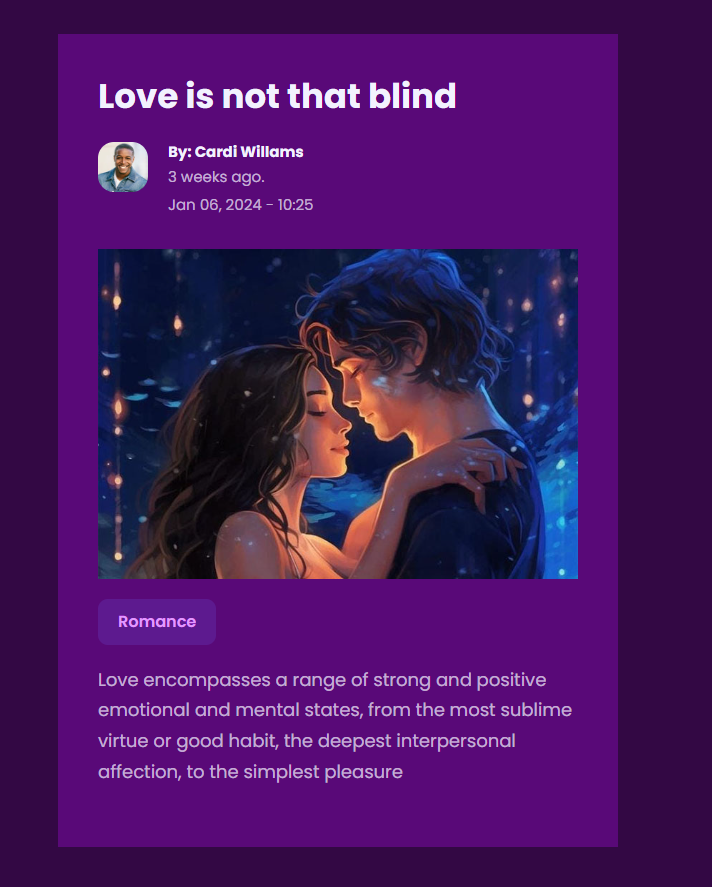 Love is not that blind
By: Cardi Willams
3 weeks ago.
Jan 06, 2024 - 10:25
Romance
Love encompasses a range of strong and positive
emotional and mental states, from the most sublime
virtue or good habit, the deepest interpersonal
affection, to the simplest pleasure